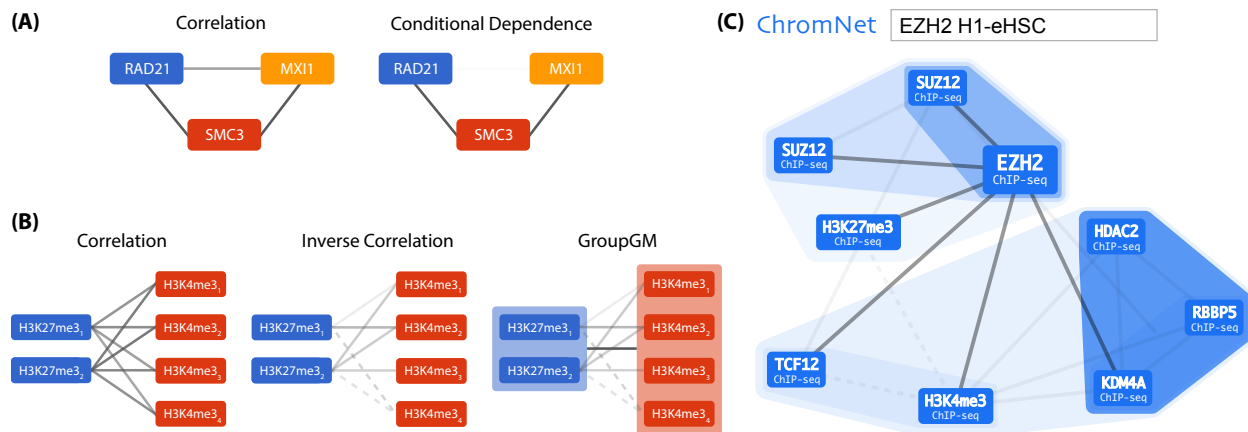 (A)
Correlation
RAD21
MXI1
SMC3
Conditional Dependence
RAD21
MXI1
SMC3
(B)
Correlation
H3K27me3₁
H3K27me3₂
H3K4me3₁
H3K4me3₂
H3K4me3₃
H3K4me3₄
Inverse Correlation
H3K27me3₁
H3K27me3₂
H3K4me3₁
H3K4me3₂
H3K4me3₃
H3K4me3₄
GroupGM
H3K27me3₁
H3K27me3₂
H3K4me3₁
H3K4me3₂
H3K4me3₃
H3K4me3₄
(C) ChromNet EZH2 H1-eHSC
SUZ12
ChIP-seq
SUZ12
ChIP-seq
EZH2
ChIP-seq
H3K27me3
ChIP-seq
HDAC2
ChIP-seq
RBBP5
ChIP-seq
TCF12
ChIP-seq
KDM4A
ChIP-seq
H3K4me3
ChIP-seq